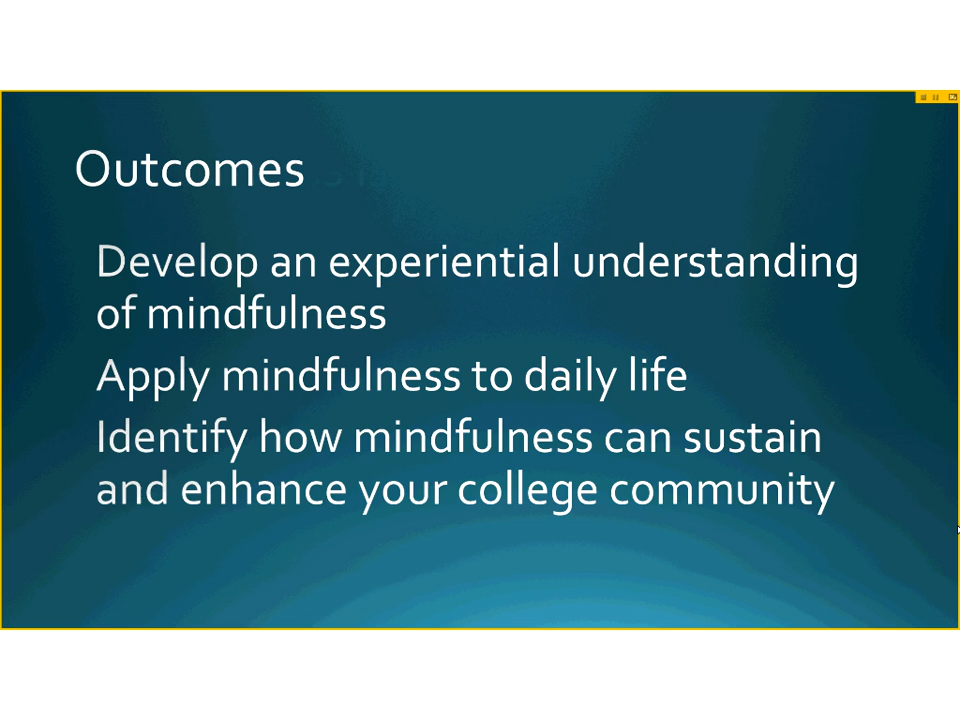 Outcomes
Develop an experiential understanding
of mindfulness
Apply mindfulness to daily life
Identify how mindfulness can sustain
and enhance your college community